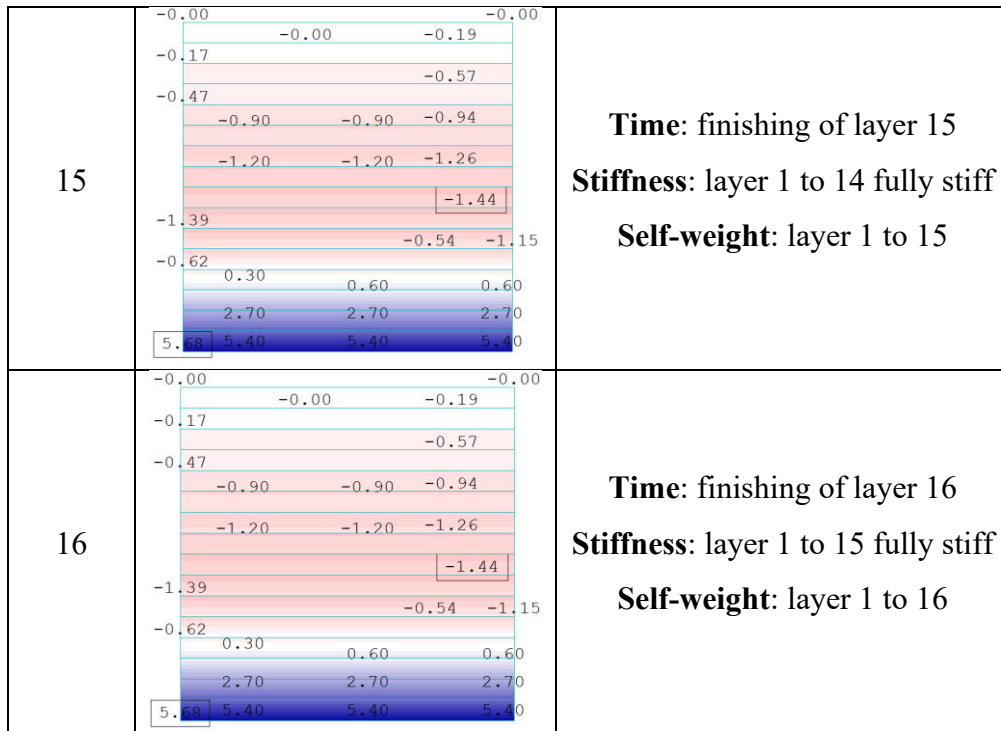 -0.00 -0.00
-0.00 -0.19
-0.17
-0.57
-0.47
-0.90 -0.90 -0.94
-1.20 -1.20 -1.26
-1.44
-1.39
-0.54 -1.15
-0.62
0.30
0.60 0.60
2.70 2.70 2.70
5.68 5.40 5.40 5.40
15
Time: finishing of layer 15
Stiffness: layer 1 to 14 fully stiff
Self-weight: layer 1 to 15
-0.00 -0.00
-0.00 -0.19
-0.17
-0.57
-0.47
-0.90 -0.90 -0.94
-1.20 -1.20 -1.26
-1.44
-1.39
-0.54 -1.15
-0.62
0.30
0.60 0.60
2.70 2.70 2.70
5.68 5.40 5.40 5.40
16
Time: finishing of layer 16
Stiffness: layer 1 to 15 fully stiff
Self-weight: layer 1 to 16